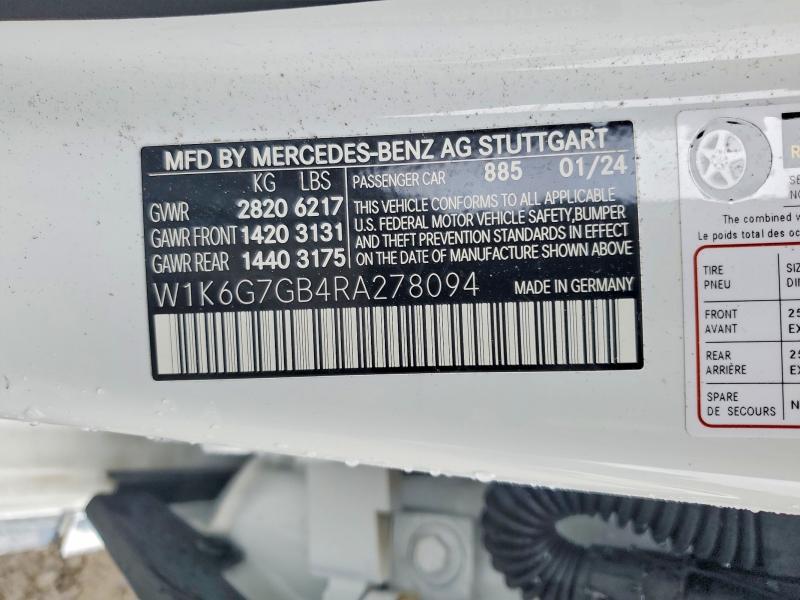 MFD BY MERCEDES-BENZ AG STUTTGART
KG LBS
GVWR 2820 6217
GAWR FRONT 1420 3131
GAWR REAR 1440 3175
PASSENGER CAR 885 01/24
THIS VEHICLE CONFORMS TO ALL APPLICABLE
U.S. FEDERAL MOTOR VEHICLE SAFETY,BUMPER
AND THEFT PREVENTION STANDARDS IN EFFECT
ON THE DATE OF MANUFACTURE SHOWN ABOVE
W1K6G7GB4RA278094 MADE IN GERMANY
The combined
Le poids total des
TIRE
PNEU
FRONT
AVANT
REAR
ARRIÈRE
SPARE
DE SECOURS